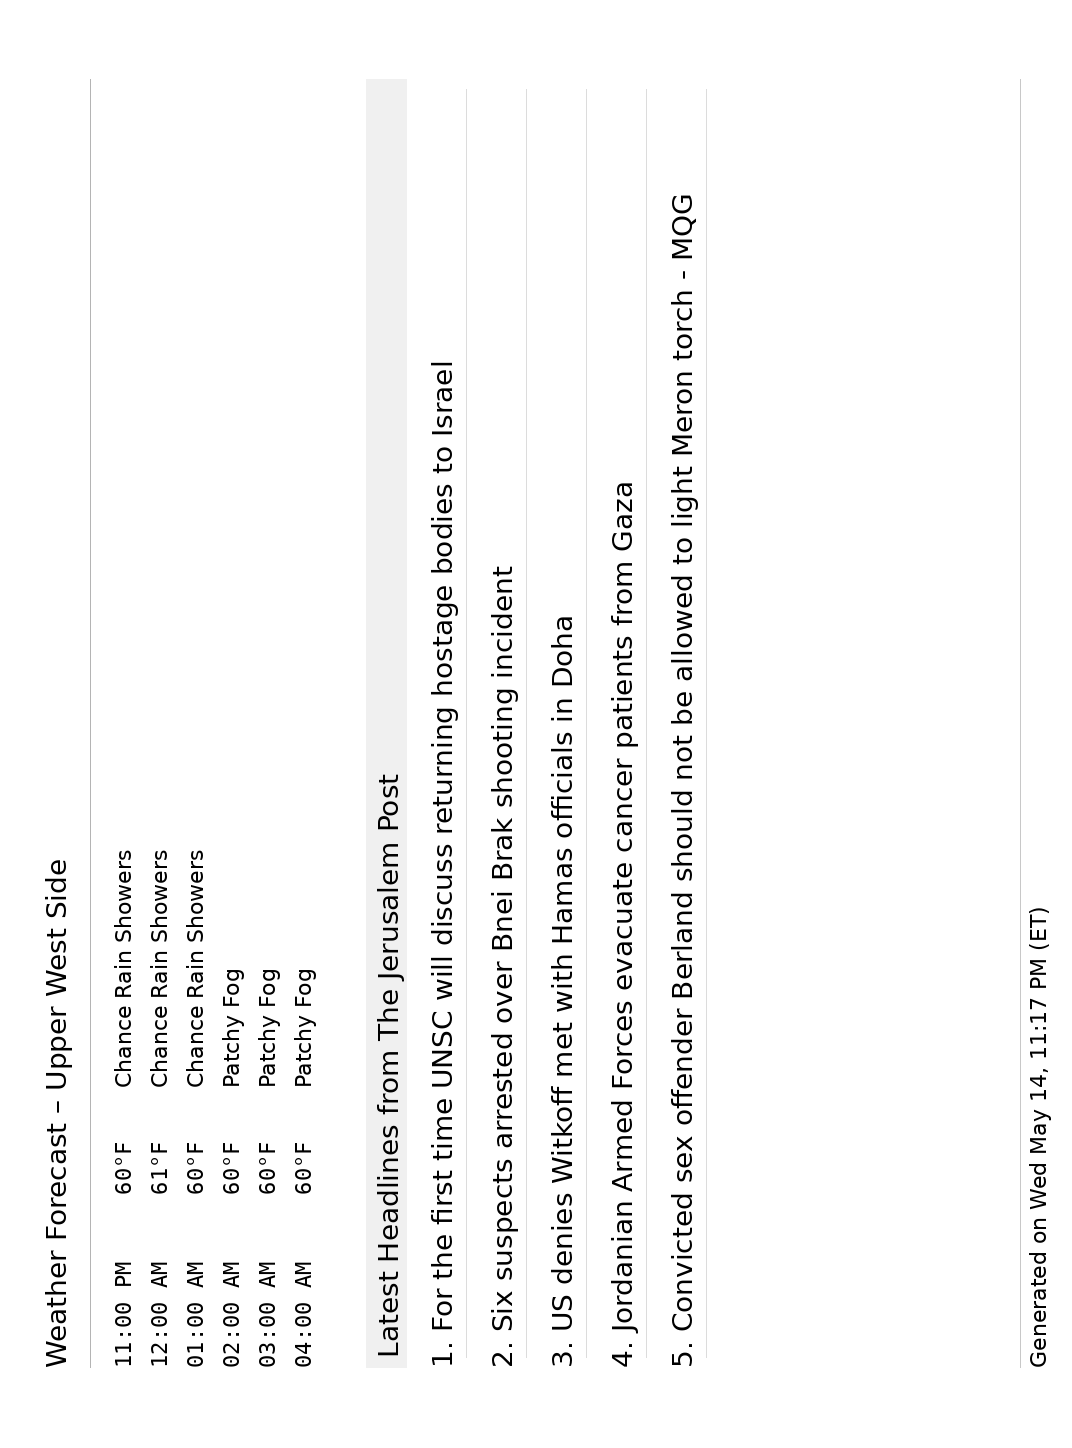 Weather Forecast – Upper West Side
11:00 PM 60°F Chance Rain Showers
12:00 AM 61°F Chance Rain Showers
01:00 AM 60°F Chance Rain Showers
02:00 AM 60°F Patchy Fog
03:00 AM 60°F Patchy Fog
04:00 AM 60°F Patchy Fog
Latest Headlines from The Jerusalem Post
1. For the first time UNSC will discuss returning hostage bodies to Israel
2. Six suspects arrested over Bnei Brak shooting incident
3. US denies Witkoff met with Hamas officials in Doha
4. Jordanian Armed Forces evacuate cancer patients from Gaza
5. Convicted sex offender Berland should not be allowed to light Meron torch - MQG
Generated on Wed May 14, 11:17 PM (ET)